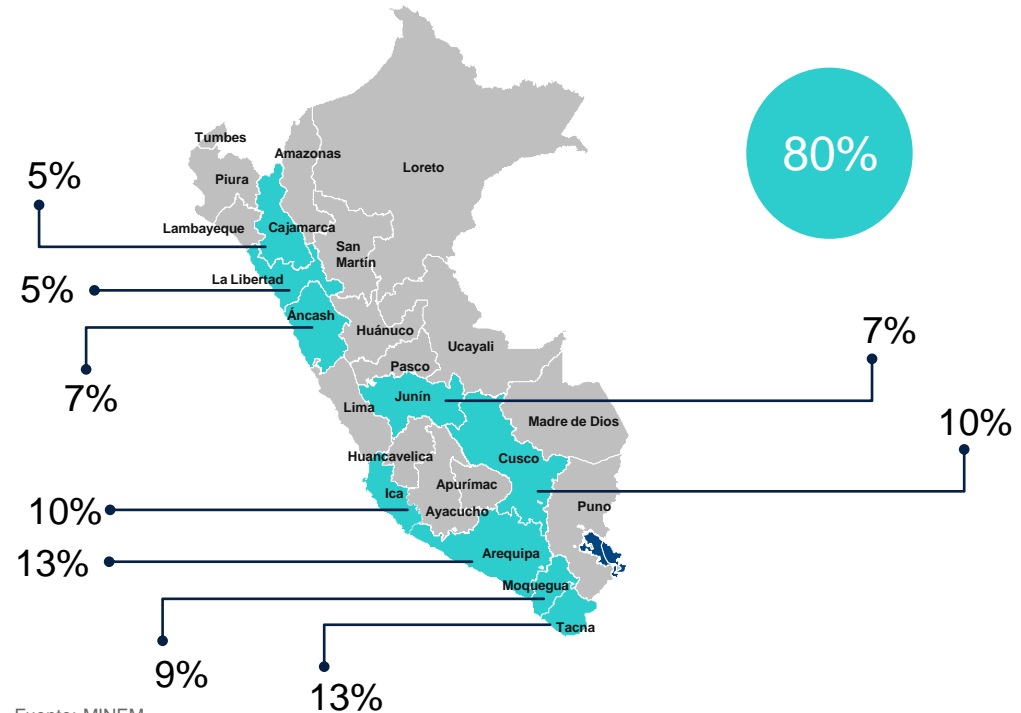 Tumbes
Amazonas
Loreto
80%
Piura
5%
Lambayeque
Cajamarca
San
Martín
La Libertad
5%
Áncash
Huánuco
Ucayali
7%
Pasco
7%
Junín
Lima
Madre de Dios
10%
Huancavelica
Cusco
Apurímac
Ica
Puno
10%
Ayacucho
Arequipa
13%
Moquegua
Tacna
9%
13%
Fuente: MINEM